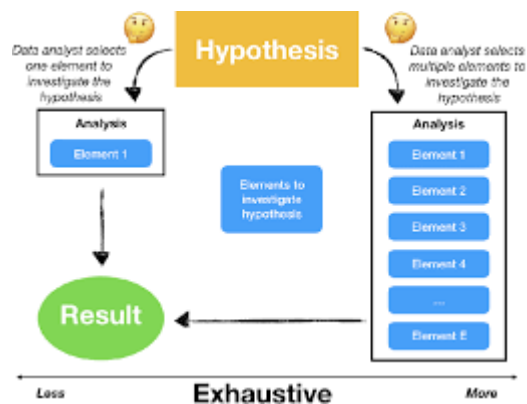 Hypothesis
Data analyst selects
one element to
investigate the
hypothesis
Data analyst selects
multiple elements to
investigate the
hypothesis
Analysis
Element 1
Elements to
investigate
hypothesis
Analysis
Element 1
Element 2
Element 3
Element 4
....
Element E
Result
Less
Exhaustive
More